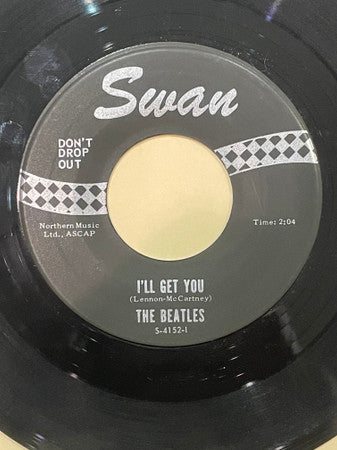 Swan
DON'T
DROP
OUT
Northern Music
Ltd., ASCAP
Time: 2:04
I'LL GET YOU
(Lennon-McCartney)
THE BEATLES
S-4152-I